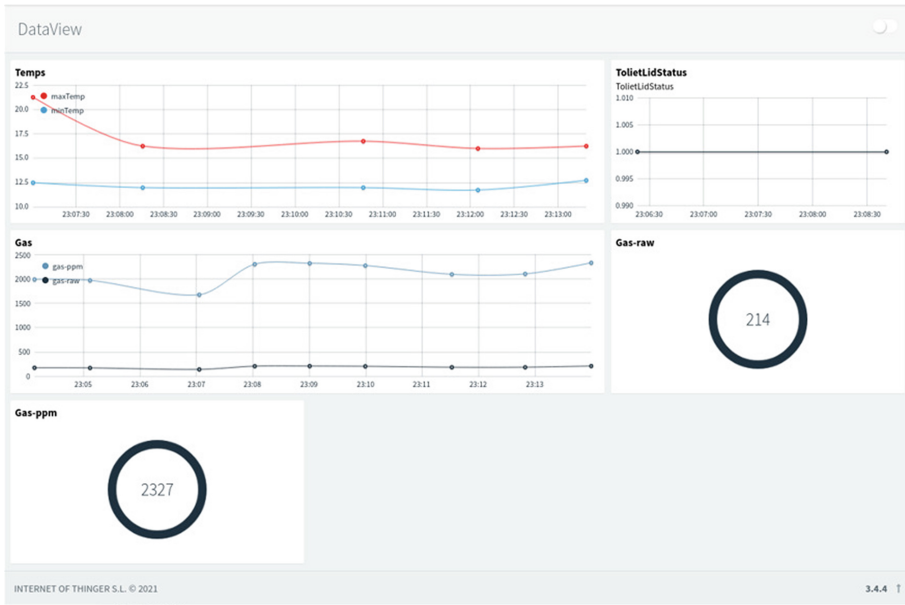 DataView
Temps
22.5
20.0
17.5
15.0
12.5
10.0
maxTemp
minTemp
23:07:30 23:08:00 23:08:30 23:09:00 23:09:30 23:10:00 23:10:30 23:11:00 23:11:30 23:12:00 23:12:30 23:13:00
TolietLidStatus
TolietLidStatus
1.010
1.005
1.000
0.995
0.990
23:06:30 23:07:00 23:07:30 23:08:00 23:08:30
Gas
2500
2000
1500
1000
500
0
gas-ppm
gas-raw
23:05 23:06 23:07 23:08 23:09 23:10 23:11 23:12 23:13
Gas-raw
214
Gas-ppm
2327
INTERNET OF THINGER S.L. © 2021
3.4.4 ↑